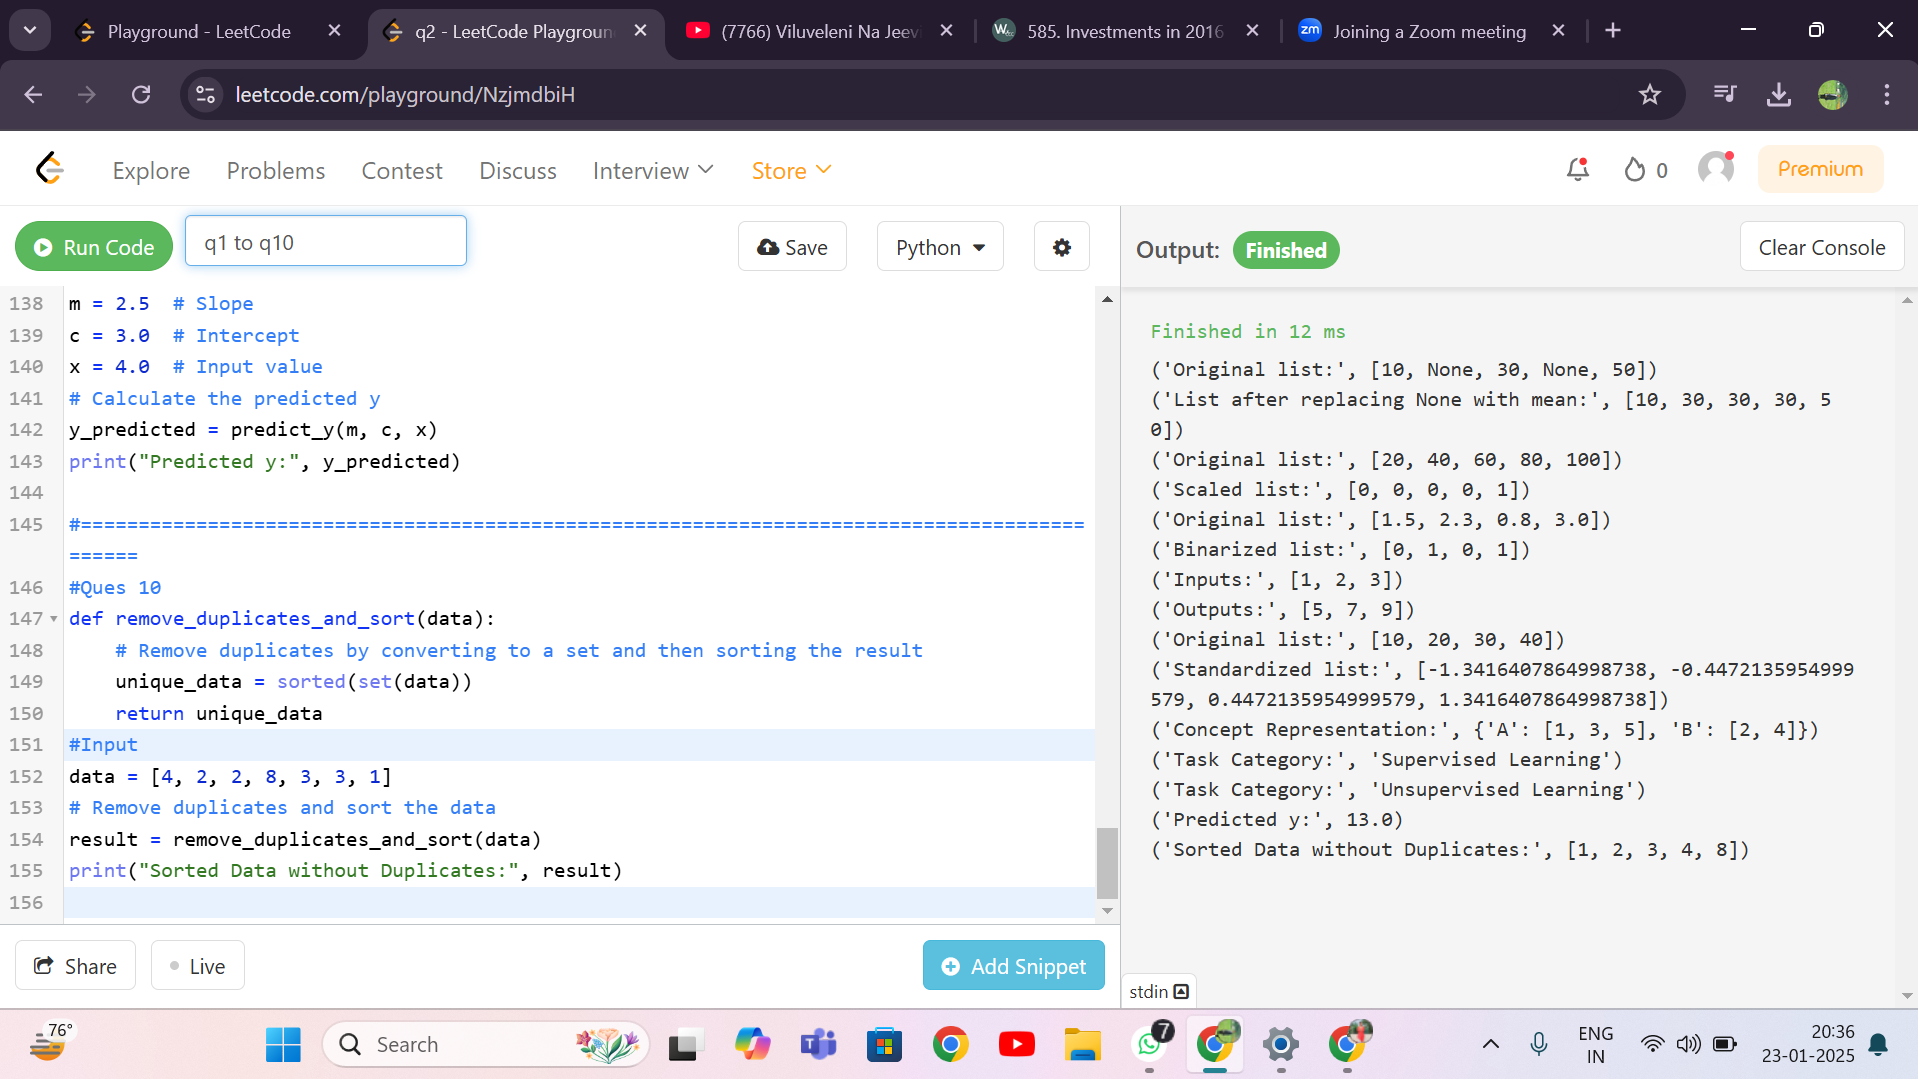 Playground - LeetCode
q2 - LeetCode Playgroun
(7766) Viluveleni Na Jeevi
585. Investments in 2016
zm Joining a Zoom meeting
leetcode.com/playground/NzjmdbiH
Explore Problems Contest Discuss Interview Store 0 Premium
Run Code q1 to q10 Save Python
138 m = 2.5  # Slope
139 c = 3.0  # Intercept
140 x = 4.0  # Input value
141 # Calculate the predicted y
142 y_predicted = predict_y(m, c, x)
143 print("Predicted y:", y_predicted)
144
145 #=======================================================================================
======
146 #Ques 10
147 def remove_duplicates_and_sort(data):
148     # Remove duplicates by converting to a set and then sorting the result
149     unique_data = sorted(set(data))
150     return unique_data
151 #Input
152 data = [4, 2, 2, 8, 3, 3, 1]
153 # Remove duplicates and sort the data
154 result = remove_duplicates_and_sort(data)
155 print("Sorted Data without Duplicates:", result)
156
Share Live Add Snippet
Output: Finished Clear Console
Finished in 12 ms
('Original list:', [10, None, 30, None, 50])
('List after replacing None with mean:', [10, 30, 30, 30, 5
0])
('Original list:', [20, 40, 60, 80, 100])
('Scaled list:', [0, 0, 0, 0, 1])
('Original list:', [1.5, 2.3, 0.8, 3.0])
('Binarized list:', [0, 1, 0, 1])
('Inputs:', [1, 2, 3])
('Outputs:', [5, 7, 9])
('Original list:', [10, 20, 30, 40])
('Standardized list:', [-1.3416407864998738, -0.4472135954999
579, 0.4472135954999579, 1.3416407864998738])
('Concept Representation:', {'A': [1, 3, 5], 'B': [2, 4]})
('Task Category:', 'Supervised Learning')
('Task Category:', 'Unsupervised Learning')
('Predicted y:', 13.0)
('Sorted Data without Duplicates:', [1, 2, 3, 4, 8])
stdin
76°
Search
7
ENG
IN
20:36
23-01-2025